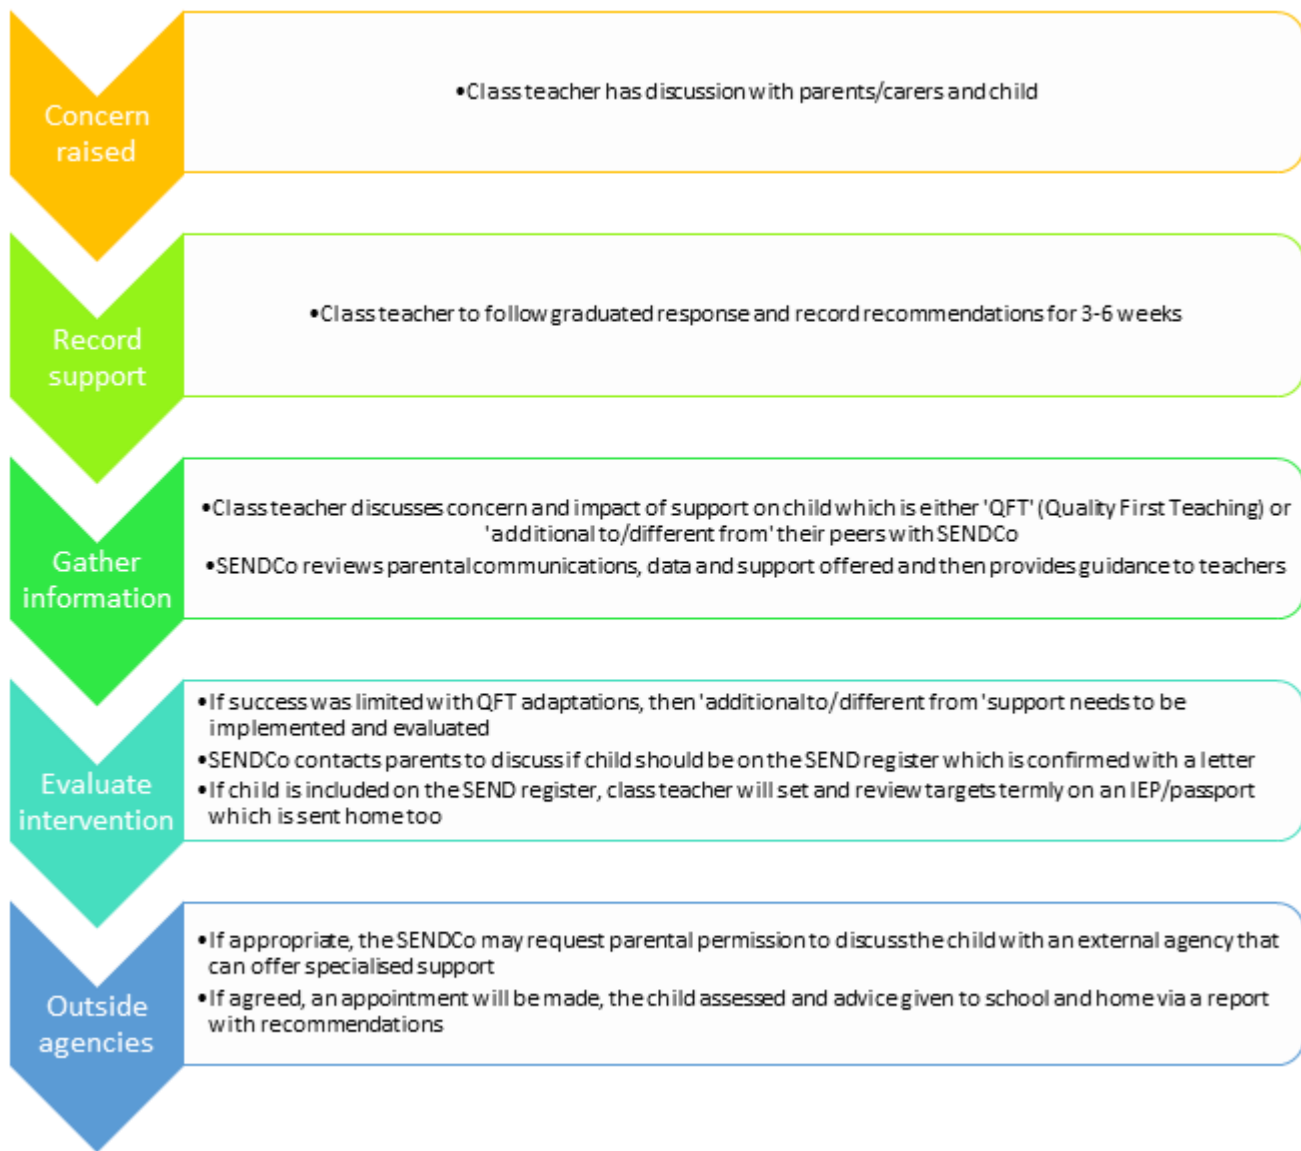 Concern
raised
•Class teacher has discussion with parents/carers and child
Record
support
•Class teacher to follow graduated response and record recommendations for 3-6 weeks
Gather
information
•Class teacher discusses concern and impact of support on child which is either 'QFT' (Quality First Teaching) or
'additional to/different from' their peers with SENDCo
•SENDCo reviews parental communications, data and support offered and then provides guidance to teachers
Evaluate
intervention
•If success was limited with QFT adaptations, then 'additional to/different from 'support needs to be
implemented and evaluated
•SENDCo contacts parents to discuss if child should be on the SEND register which is confirmed with a letter
•If child is included on the SEND register, class teacher will set and review targets termly on an IEP/passport
which is sent home too
Outside
agencies
•If appropriate, the SENDCo may request parental permission to discuss the child with an external agency that
can offer specialised support
•If agreed, an appointment will be made, the child assessed and advice given to school and home via a report
with recommendations